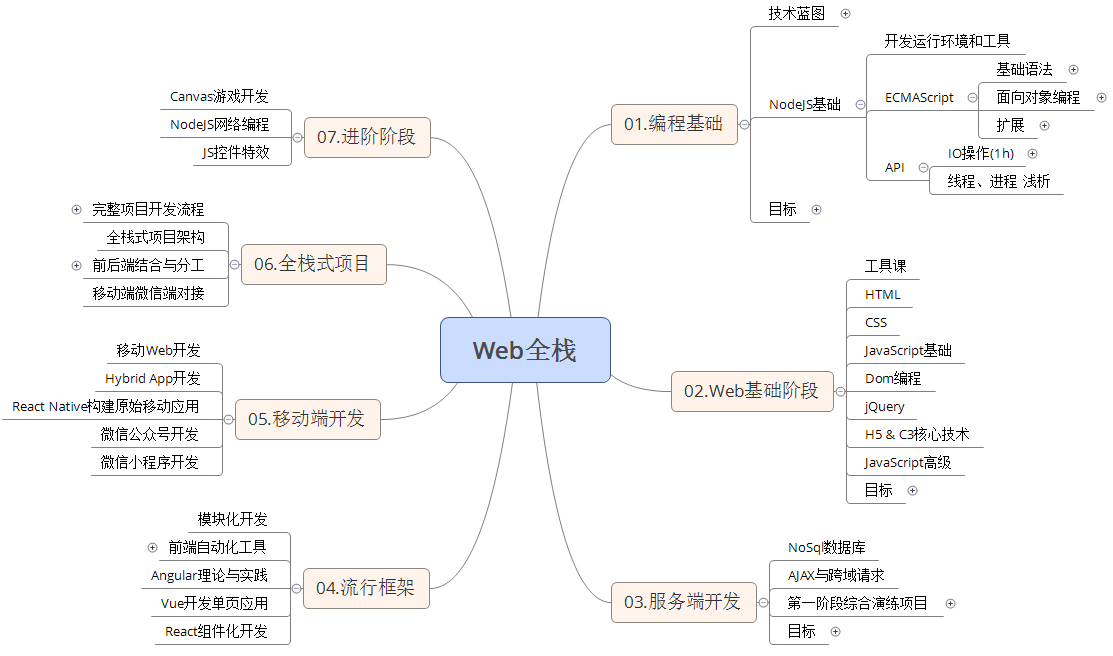 Web全栈
01.编程基础
技术蓝图
NodeJS基础
开发运行环境和工具
ECMAScript
基础语法
面向对象编程
扩展
API
IO操作(1h)
线程、进程 浅析
目标
02.Web基础阶段
工具课
HTML
CSS
JavaScript基础
Dom编程
jQuery
H5 & C3核心技术
JavaScript高级
目标
03.服务端开发
NoSql数据库
AJAX与跨域请求
第一阶段综合演练项目
目标
04.流行框架
模块化开发
前端自动化工具
Angular理论与实践
Vue开发单页应用
React组件化开发
05.移动端开发
移动Web开发
Hybrid App开发
React Native构建原始移动应用
微信公众号开发
微信小程序开发
06.全栈式项目
完整项目开发流程
全栈式项目架构
前后端结合与分工
移动端微信端对接
07.进阶阶段
Canvas游戏开发
NodeJS网络编程
JS控件特效